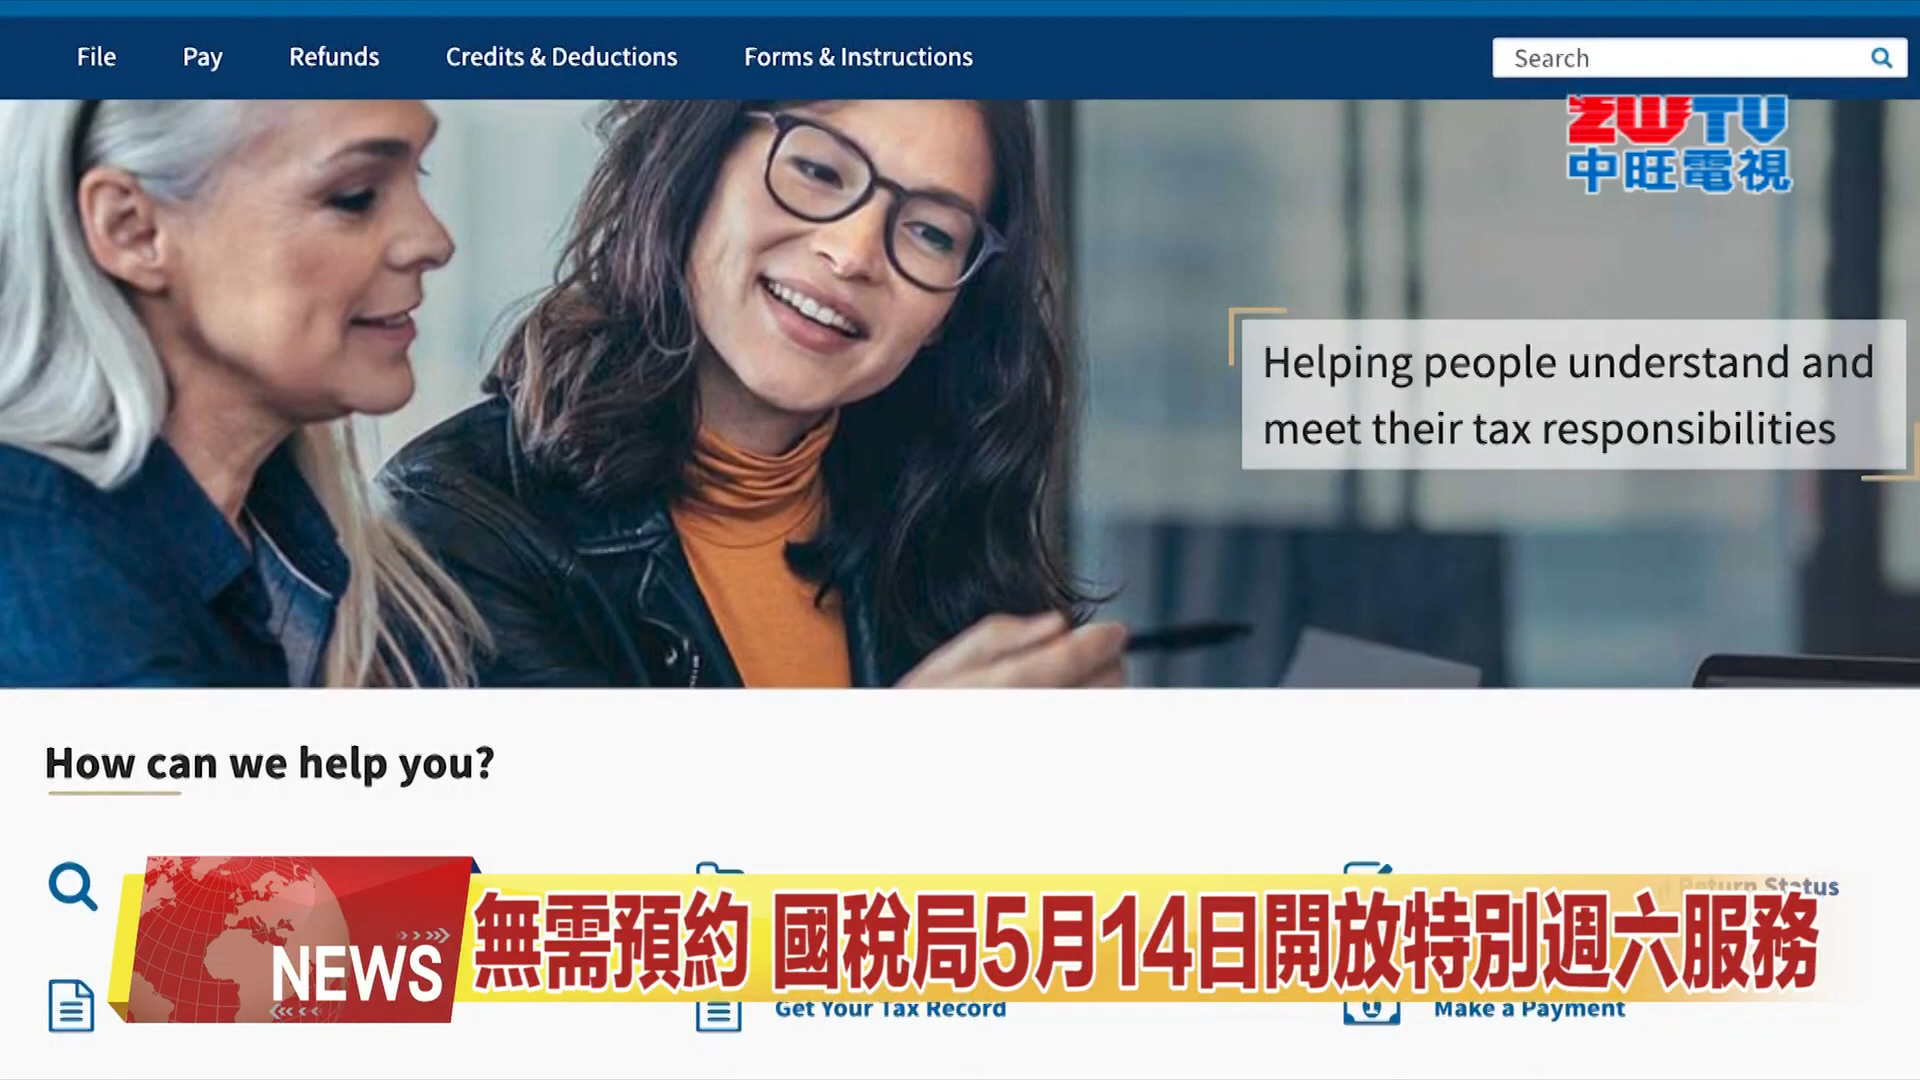 File Pay Refunds Credits & Deductions Forms & Instructions Search
ZWTV
中旺電視
Helping people understand and
meet their tax responsibilities
How can we help you?
Return Status
NEWS
無需預約 國稅局5月14日開放特別週六服務
Get Your Tax Record
Make a Payment